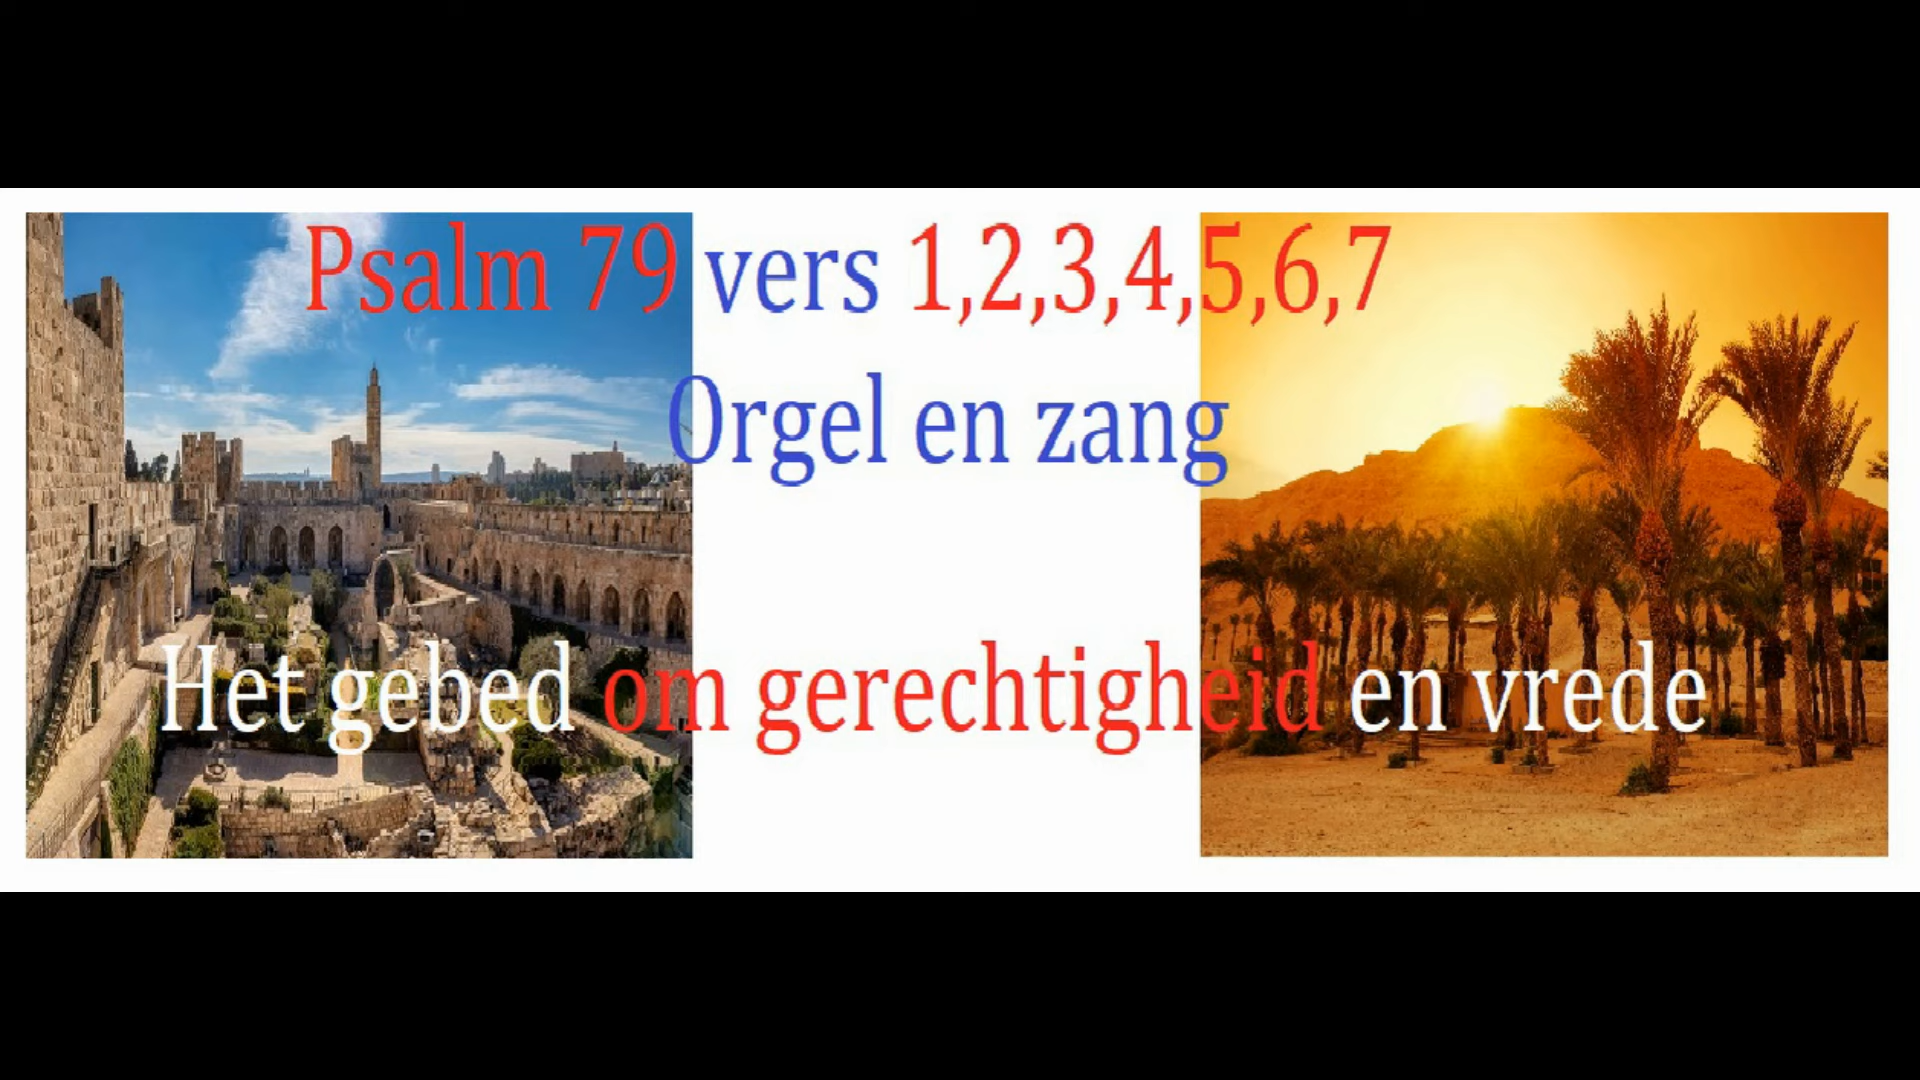 Psalm 79 vers 1,2,3,4,5,6,7
Orgel en zang
Het gebed om gerechtigheid en vrede